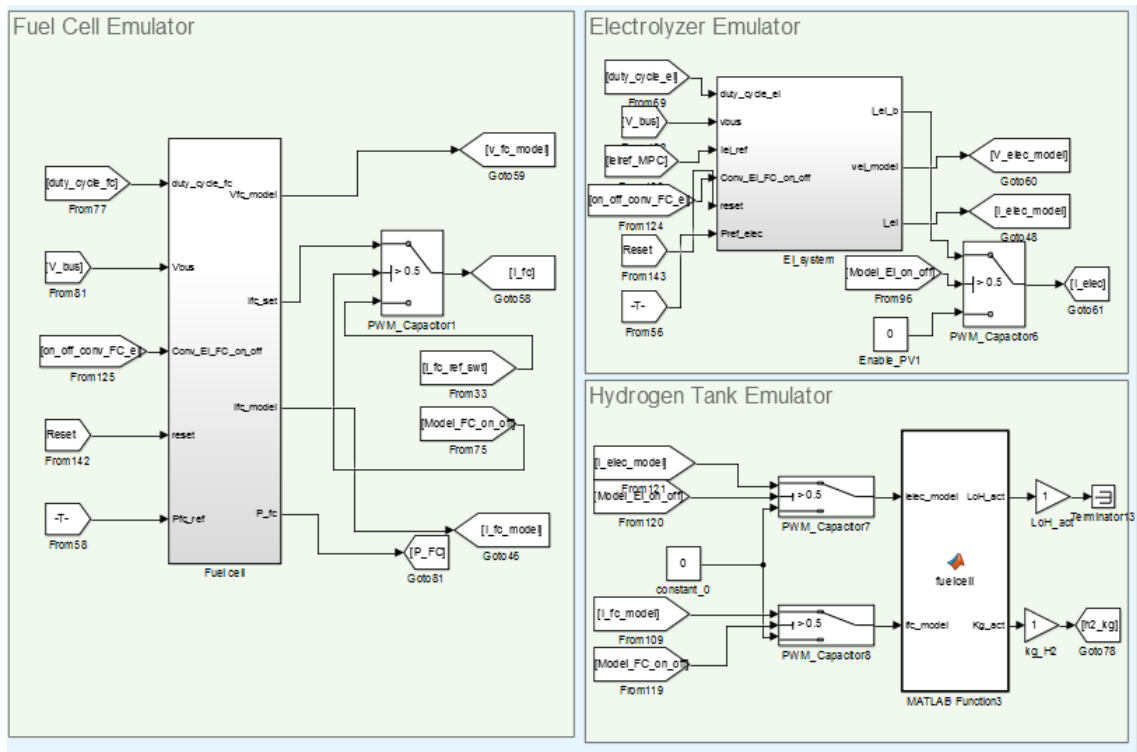 Fuel Cell Emulator
[duty_cycle_fc]
From77
[V_bus]
From81
[on_off_conv_FC_e]
From125
Reset
From142
-T-
From58
duty_cycle_fc
Vbus
Conv_El_FC_on_off
reset
Pfc_ref
Vfc_model
Ifc_set
Ifc_model
P_fc
Fuel cell
[v_fc_model]
Goto59
> 0.5
PWM_Capacitor1
[I_fc]
Goto58
[I_fc_ref_swt]
From33
[Model_FC_on_off]
From75
[I_fc_model]
Goto46
[P_FC]
Goto81
Electrolyzer Emulator
[duty_cycle_el]
From69
[V_bus]
[Ielref_MPC]
[on_off_conv_FC_e]
From124
Reset
From143
-T-
From56
duty_cycle_el
vbus
Iel_ref
Conv_El_FC_on_off
reset
Pref_elec
I_el_b
vel_model
I_el
El_system
[V_elec_model]
Goto60
[I_elec_model]
Goto48
[Model_El_on_off]
From96
0
Enable_PV1
> 0.5
PWM_Capacitor6
[I_elec]
Goto61
Hydrogen Tank Emulator
[I_elec_model]
From121
[Model_El_on_off]
From120
0
constant_0
[I_fc_model]
From109
[Model_FC_on_off]
From119
> 0.5
PWM_Capacitor7
> 0.5
PWM_Capacitor8
Ielec_model
LoH_act
fuelcell
Ifc_model
Kg_act
MATLAB Function3
1
LoH_act
Terminator13
1
kg_H2
[h2_kg]
Goto78